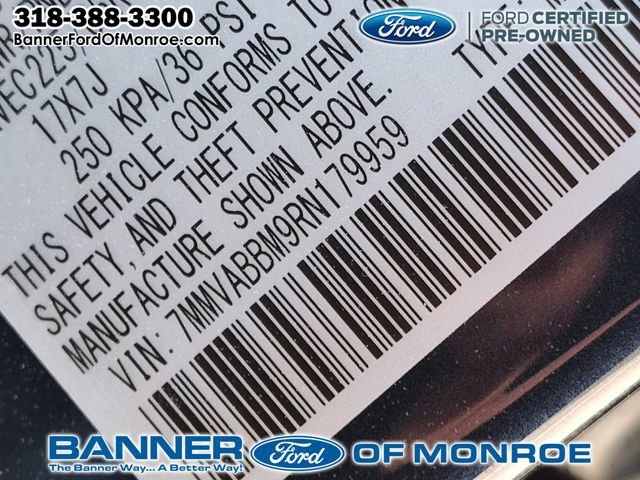 318-388-3300
BannerFordOfMonroe.com
Ford
FORD CERTIFIED
PRE-OWNED
17X7J
250 KPA/36 PSI
THIS VEHICLE CONFORMS TO
SAFETY, AND THEFT PREVENTION
MANUFACTURE SHOWN ABOVE.
VIN: 7MMVABBM9RN179959
BANNER Ford OF MONROE
The Banner Way... A Better Way!